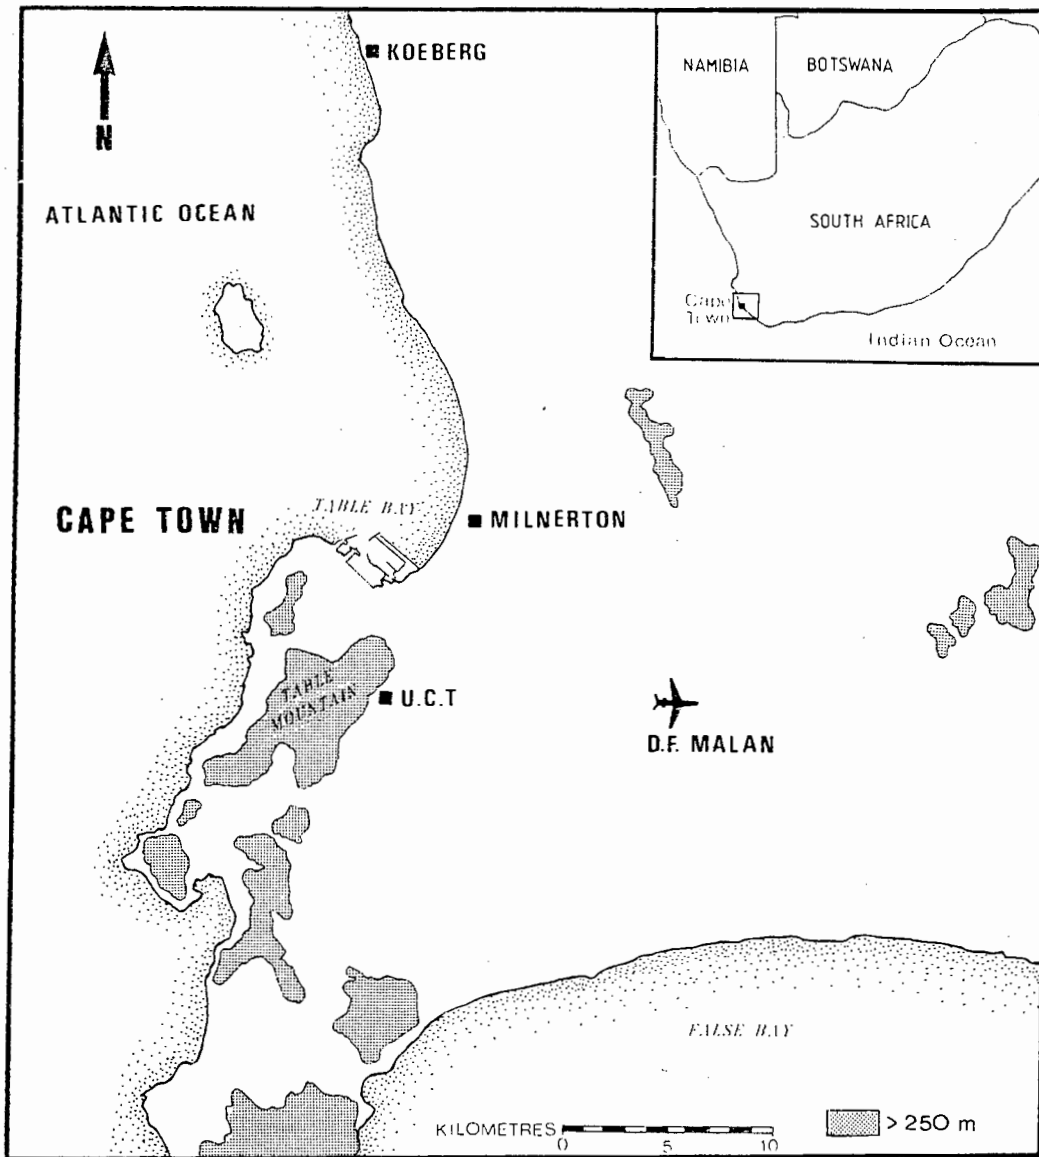 KOEBERG
N
ATLANTIC OCEAN
NAMIBIA
BOTSWANA
SOUTH AFRICA
Cape
Town
Indian Ocean
TABLE BAY
CAPE TOWN
MILNERTON
TABLE
MOUNTAIN
U.C.T
D.F. MALAN
FALSE BAY
KILOMETRES
0 5 10
> 250 m